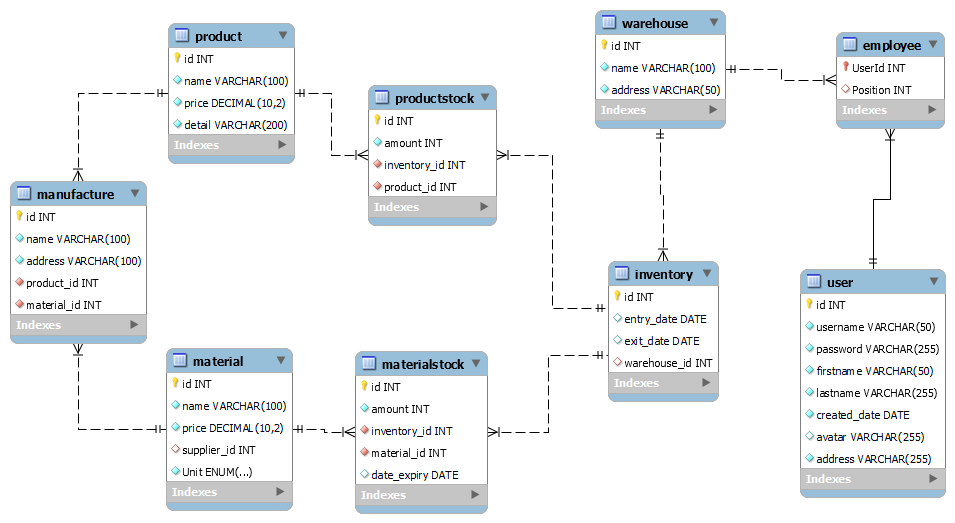 product
id INT
name VARCHAR(100)
price DECIMAL(10,2)
detail VARCHAR(200)
Indexes
productstock
id INT
amount INT
inventory_id INT
product_id INT
Indexes
warehouse
id INT
name VARCHAR(100)
address VARCHAR(50)
Indexes
employee
UserId INT
Position INT
Indexes
manufacture
id INT
name VARCHAR(100)
address VARCHAR(100)
product_id INT
material_id INT
Indexes
material
id INT
name VARCHAR(100)
price DECIMAL(10,2)
supplier_id INT
Unit ENUM(...)
Indexes
materialstock
id INT
amount INT
inventory_id INT
material_id INT
date_expiry DATE
Indexes
inventory
id INT
entry_date DATE
exit_date DATE
warehouse_id INT
Indexes
user
id INT
username VARCHAR(50)
password VARCHAR(255)
firstname VARCHAR(50)
lastname VARCHAR(255)
created_date DATE
avatar VARCHAR(255)
address VARCHAR(255)
Indexes